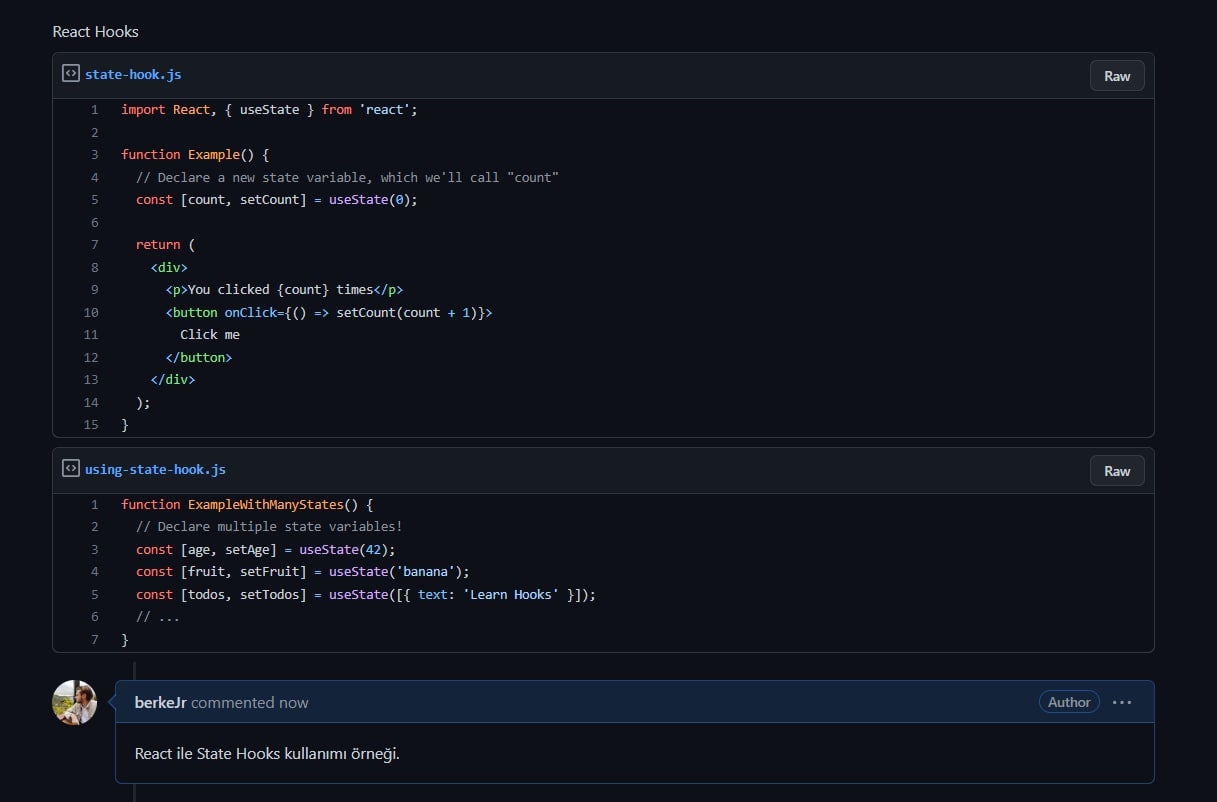 React Hooks
state-hook.js
Raw
1 import React, { useState } from 'react';
2
3 function Example() {
4   // Declare a new state variable, which we'll call "count"
5   const [count, setCount] = useState(0);
6
7   return (
8     <div>
9       <p>You clicked {count} times</p>
10       <button onClick={() => setCount(count + 1)}>
11         Click me
12       </button>
13     </div>
14   );
15 }
using-state-hook.js
Raw
1 function ExampleWithManyStates() {
2   // Declare multiple state variables!
3   const [age, setAge] = useState(42);
4   const [fruit, setFruit] = useState('banana');
5   const [todos, setTodos] = useState([{ text: 'Learn Hooks' }]);
6   // ...
7 }
berkeJr commented now
Author
React ile State Hooks kullanımı örneği.